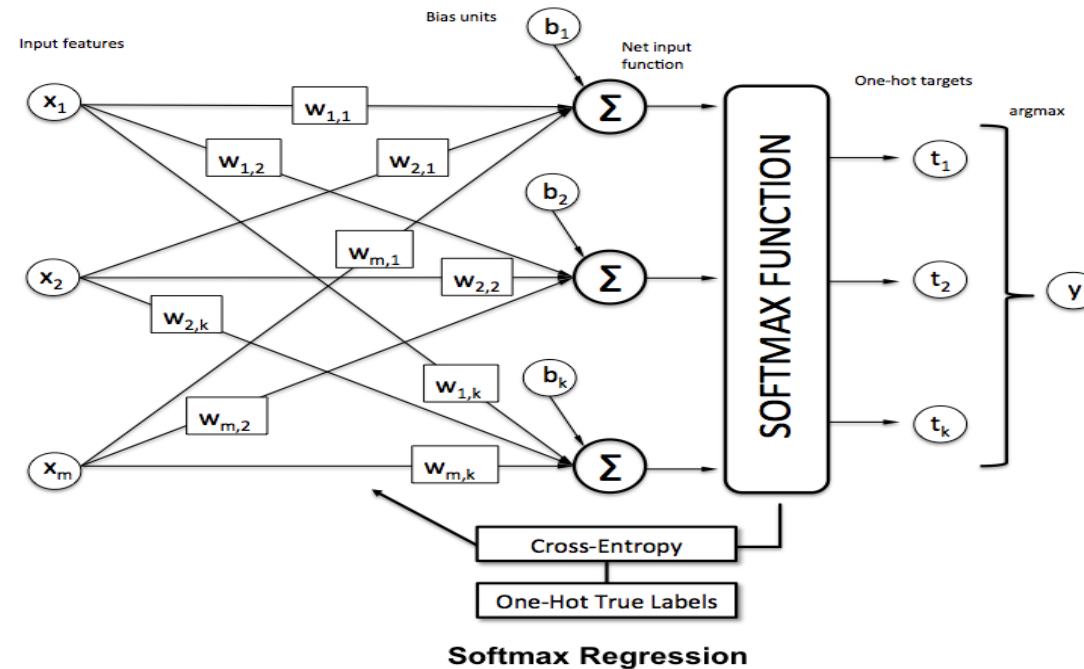 Bias units
b1
Input features
Net input
function
One-hot targets
argmax
x1
w1,1
Σ
w1,2
w2,1
b2
t1
x2
wm,1
w2,2
Σ
SOFTMAX FUNCTION
t2
y
w2,k
w1,k
bk
wm,2
tk
xm
wm,k
Σ
Cross-Entropy
One-Hot True Labels
Softmax Regression